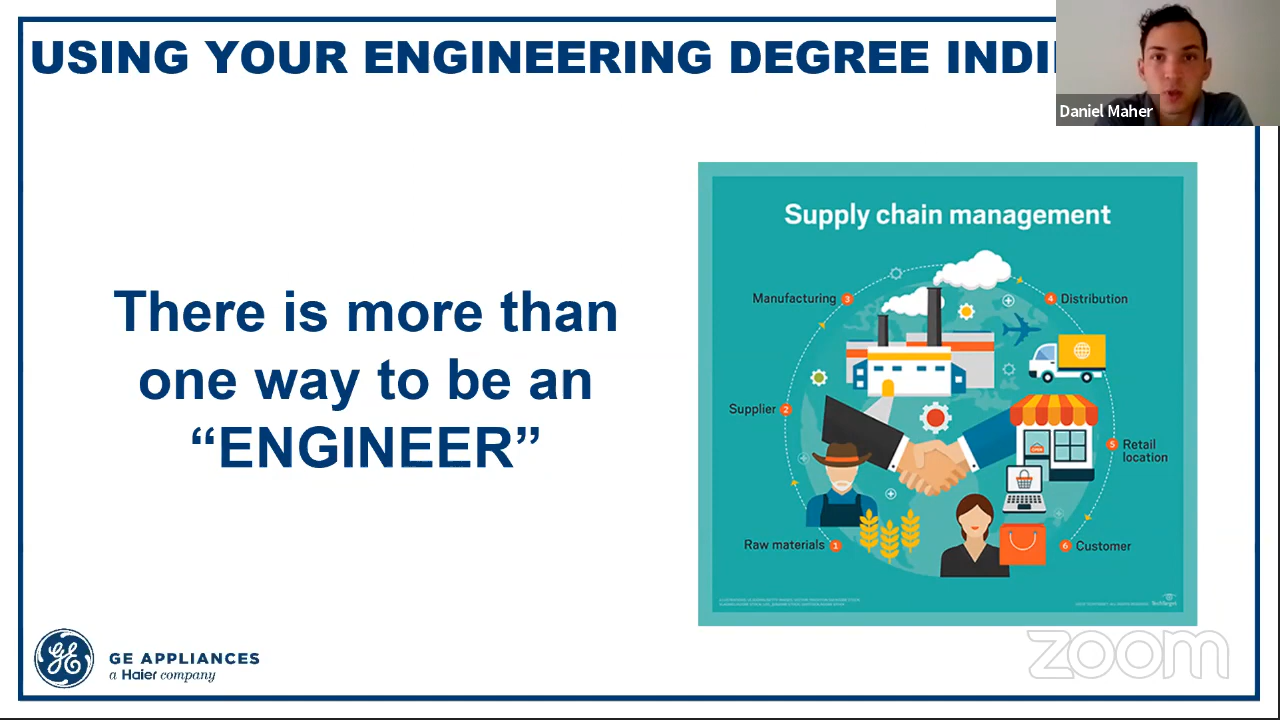 USING YOUR ENGINEERING DEGREE INDI
Daniel Maher
There is more than
one way to be an
“ENGINEER”
Supply chain management
Manufacturing 3
4 Distribution
Supplier 2
OPEN
5 Retail
location
Raw materials 1
6 Customer
TechTarget
GE APPLIANCES
a Haier company
zoom